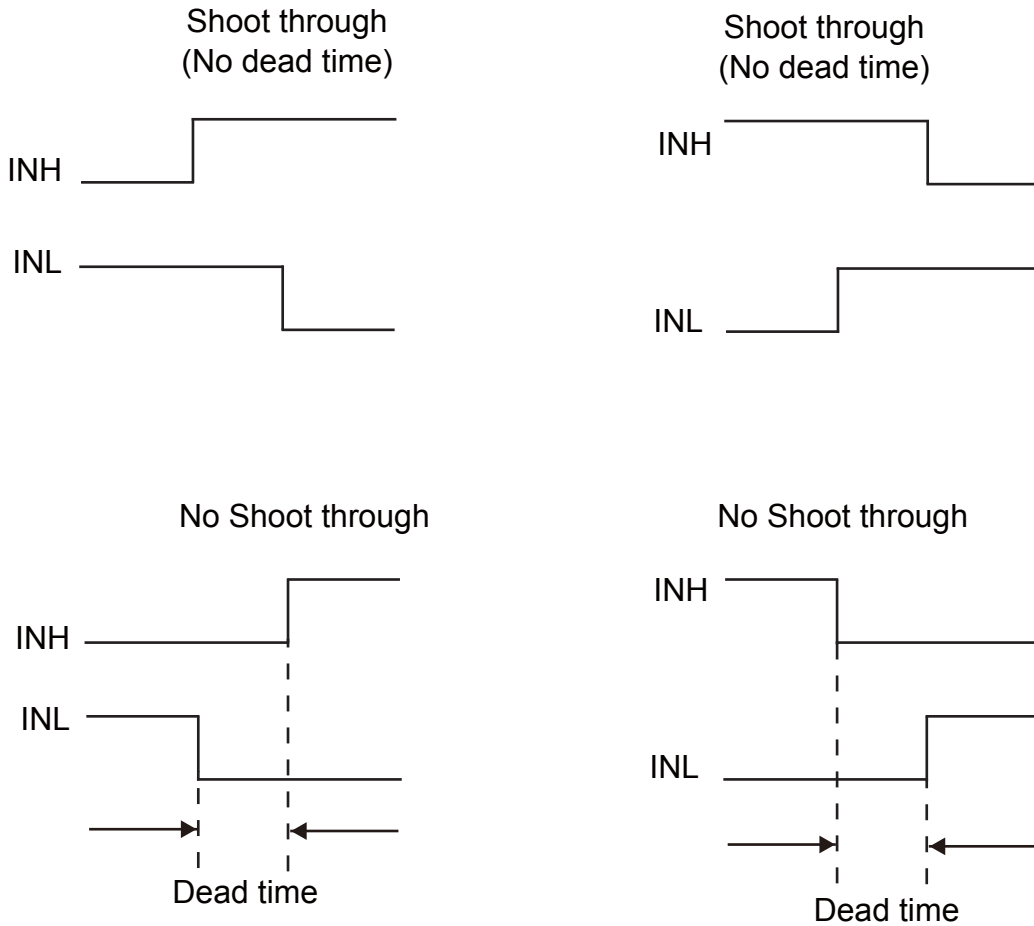 Shoot through
(No dead time)
INH
INL
Shoot through
(No dead time)
INH
INL
No Shoot through
INH
INL
Dead time
No Shoot through
INH
INL
Dead time